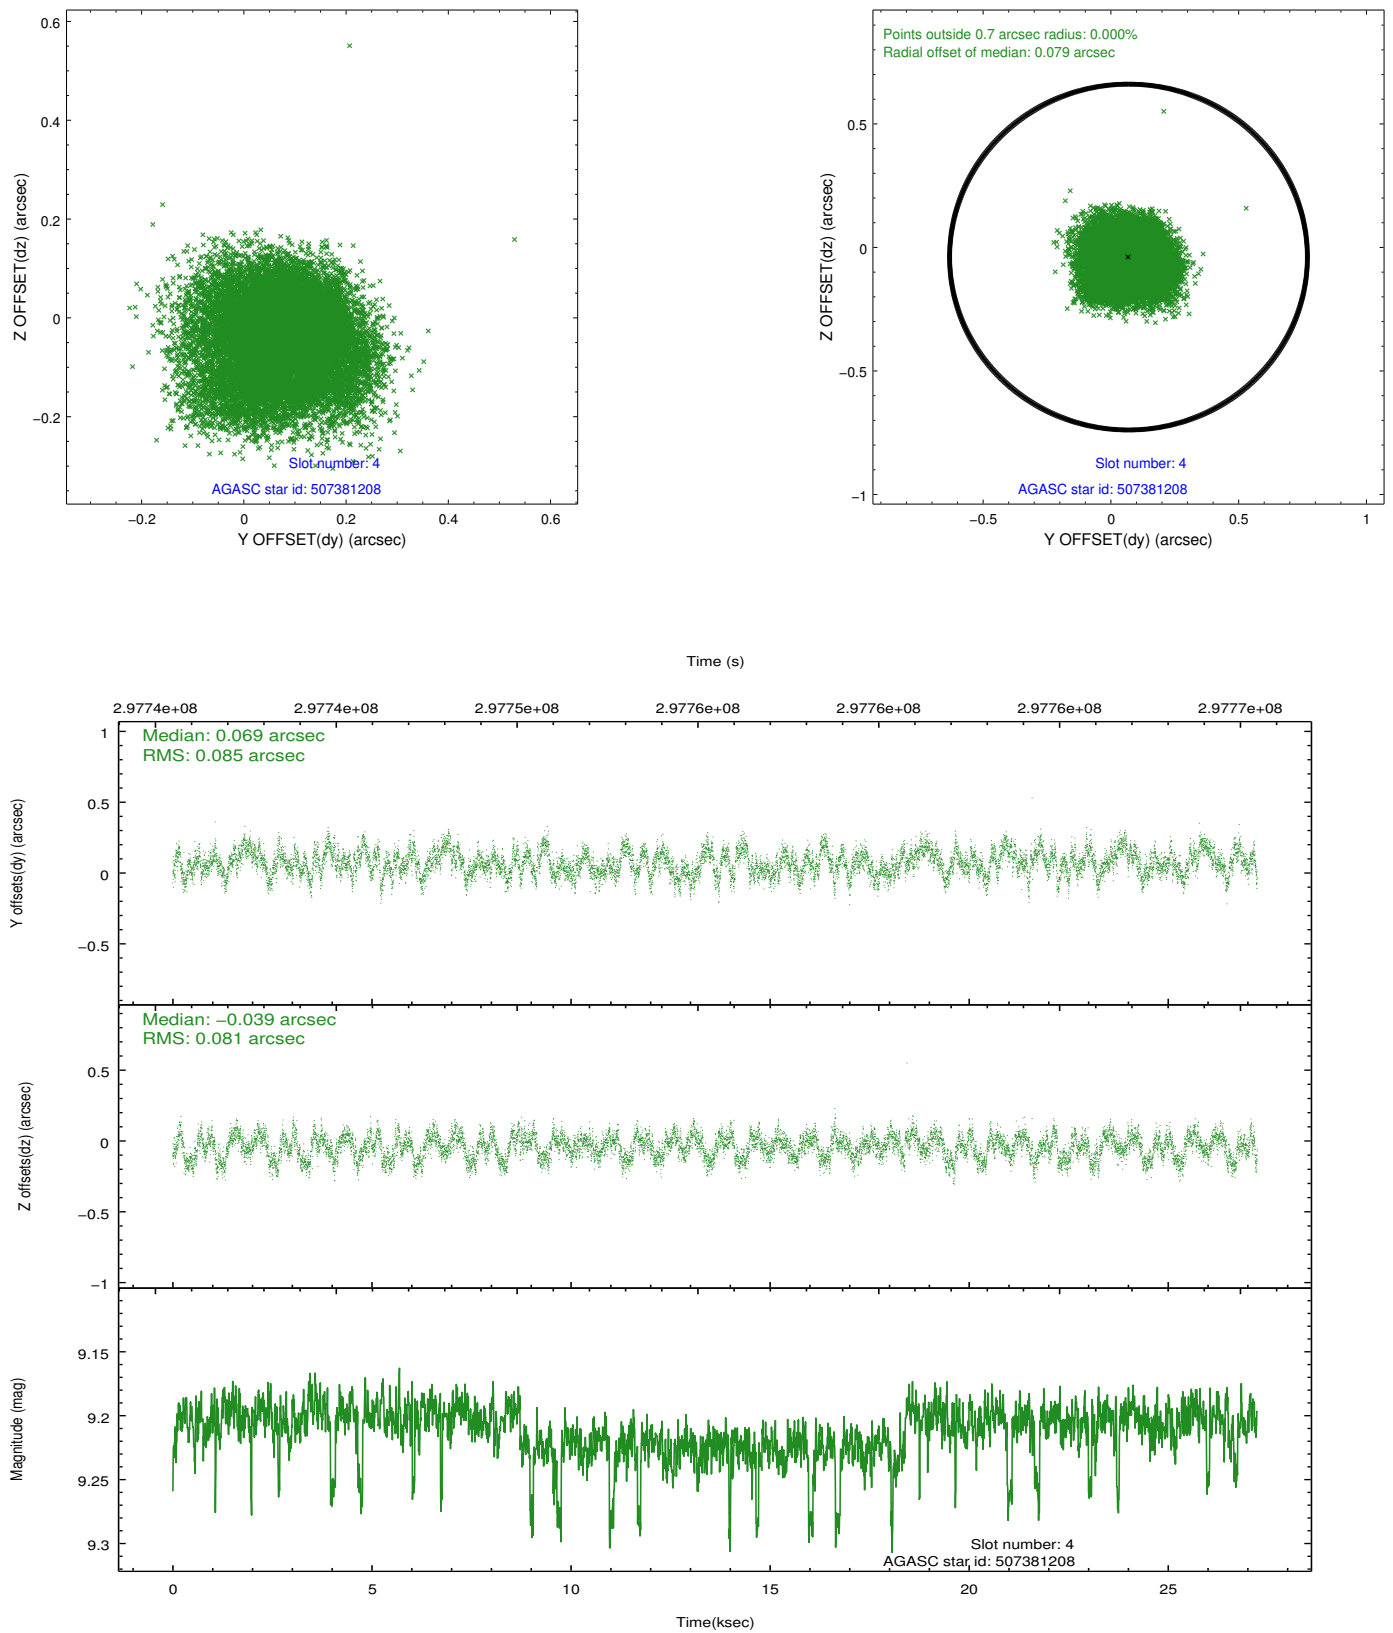 0.6
0.4
0.2
0
−0.2
Z OFFSET(dz) (arcsec)
Slot number: 4
AGASC star id: 507381208
−0.2 0 0.2 0.4 0.6
Y OFFSET(dy) (arcsec)
Points outside 0.7 arcsec radius: 0.000%
Radial offset of median: 0.079 arcsec
0.5
0
−0.5
−1
Z OFFSET(dz) (arcsec)
Slot number: 4
AGASC star id: 507381208
−0.5 0 0.5 1
Y OFFSET(dy) (arcsec)
Time (s)
2.9774e+08 2.9774e+08 2.9775e+08 2.9776e+08 2.9776e+08 2.9776e+08 2.9777e+08
Median: 0.069 arcsec
RMS: 0.085 arcsec
1
0.5
0
−0.5
Y offsets(dy) (arcsec)
Median: −0.039 arcsec
RMS: 0.081 arcsec
0.5
0
−0.5
−1
Z offsets(dz) (arcsec)
9.15
9.2
9.25
9.3
Magnitude (mag)
Slot number: 4
AGASC star id: 507381208
0 5 10 15 20 25
Time(ksec)